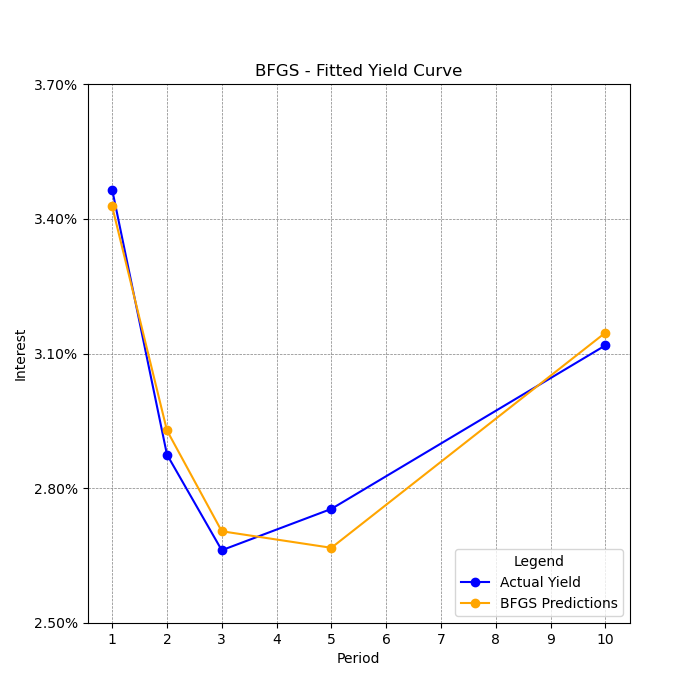 BFGS - Fitted Yield Curve
3.70%
3.40%
3.10%
2.80%
2.50%
Interest
1 2 3 4 5 6 7 8 9 10
Period
Legend
Actual Yield
BFGS Predictions